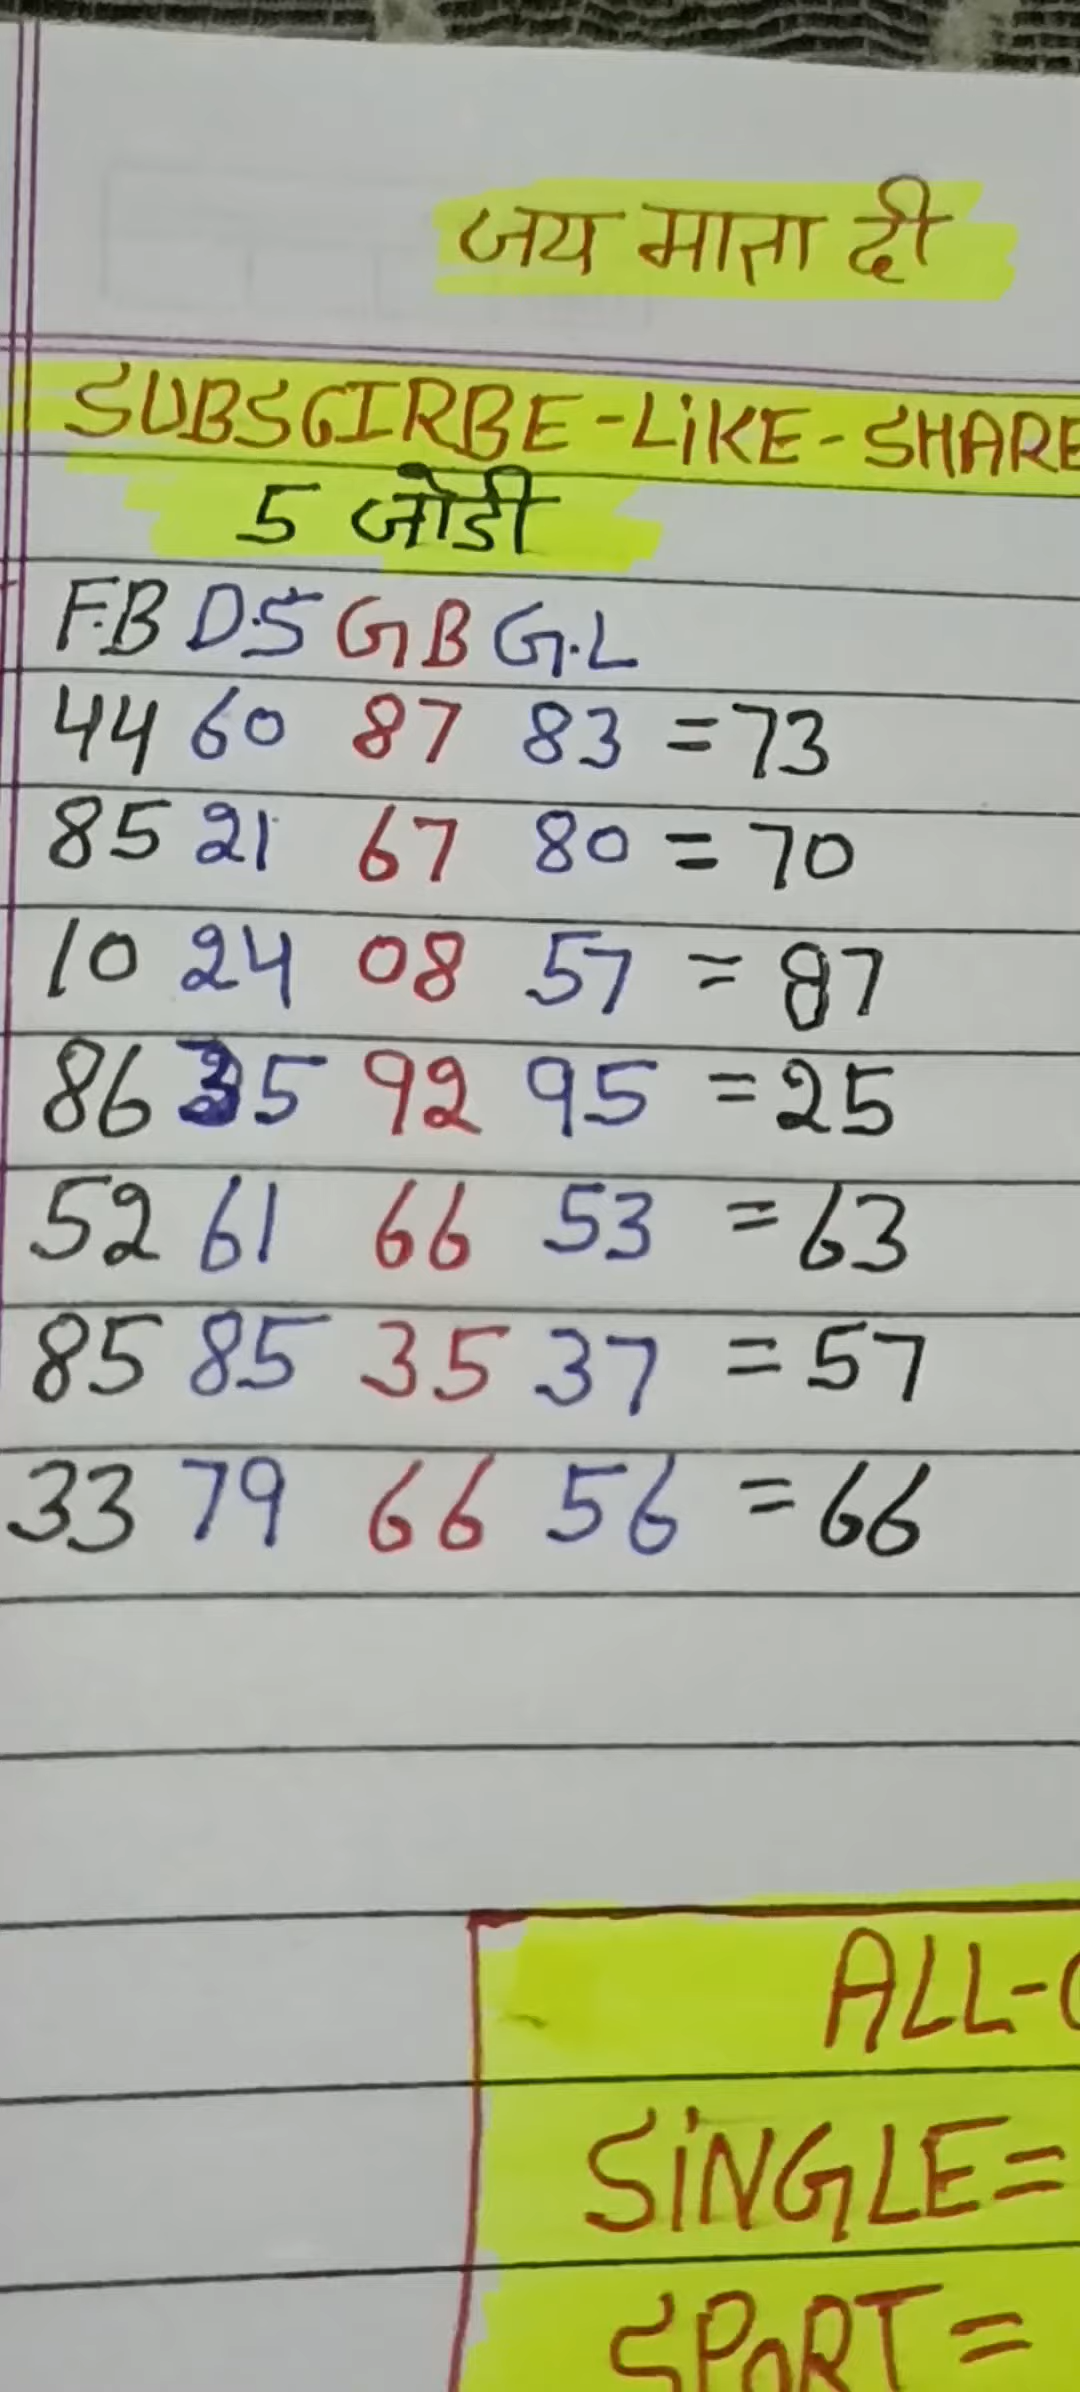 जय माता दी
SUBSGIRBE-LiKE-SHARE
5 जोडी
F.B D.S GB G.L
44 60 87 83 =73
85 21 67 80 = 70
10 24 08 57 = 87
86 35 92 95 =25
52 61 66 53 =63
85 85 35 37 =57
33 79 66 56 =66
ALL-
SiNGLE=
SPORT=